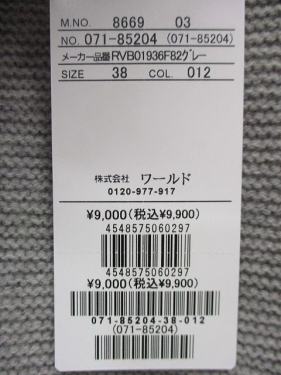 M.NO. 8669 03
NO. 071-85204 (071-85204)
メーカー品番RVB01936F82グレー
SIZE 38 COL. 012
株式会社 ワールド
0120-977-917
¥9,000(税込¥9,900)
4548575060297
4548575060297
¥9,000(税込¥9,900)
071-85204-38-012
(071-85204)